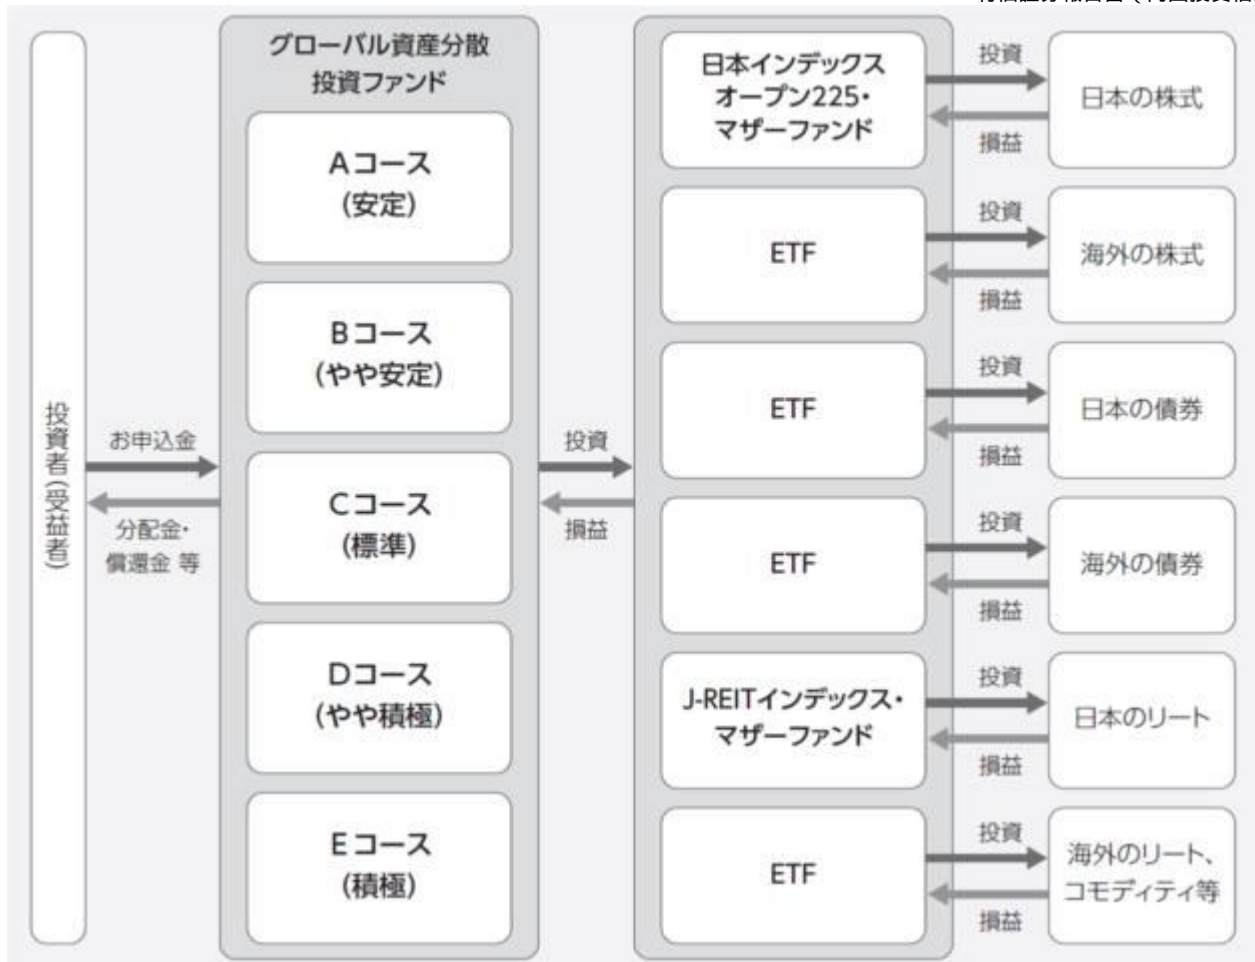 投資者(受益者)
お申込金
分配金・
償還金 等
グローバル資産分散
投資ファンド
Aコース
(安定)
Bコース
(やや安定)
Cコース
(標準)
Dコース
(やや積極)
Eコース
(積極)
投資
損益
日本インデックス
オープン225・
マザーファンド
投資
損益
日本の株式
ETF
投資
損益
海外の株式
ETF
投資
損益
日本の債券
ETF
投資
損益
海外の債券
J-REITインデックス・
マザーファンド
投資
損益
日本のリート
ETF
投資
損益
海外のリート、
コモディティ等